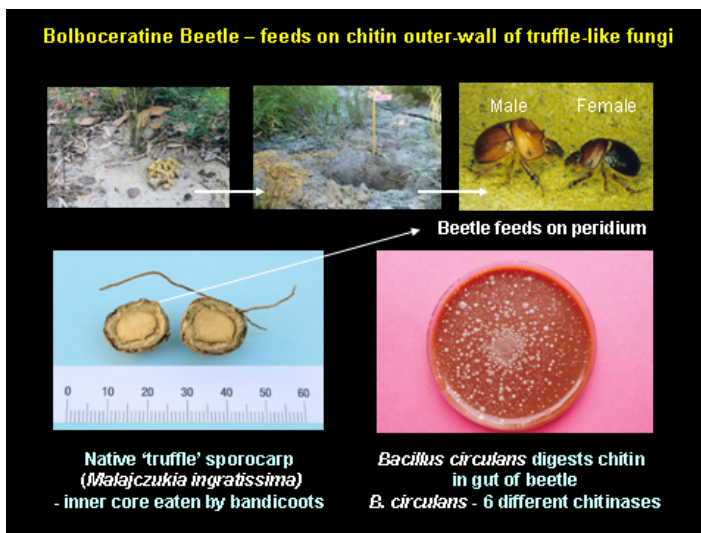 Bolboceratine Beetle – feeds on chitin outer-wall of truffle-like fungi
Male Female
Beetle feeds on peridium
0 10 20 30 40 50 60
Native 'truffle' sporocarp
(Malajczukia ingratissima)
- inner core eaten by bandicoots
Bacillus circulans digests chitin
in gut of beetle
B. circulans - 6 different chitinases